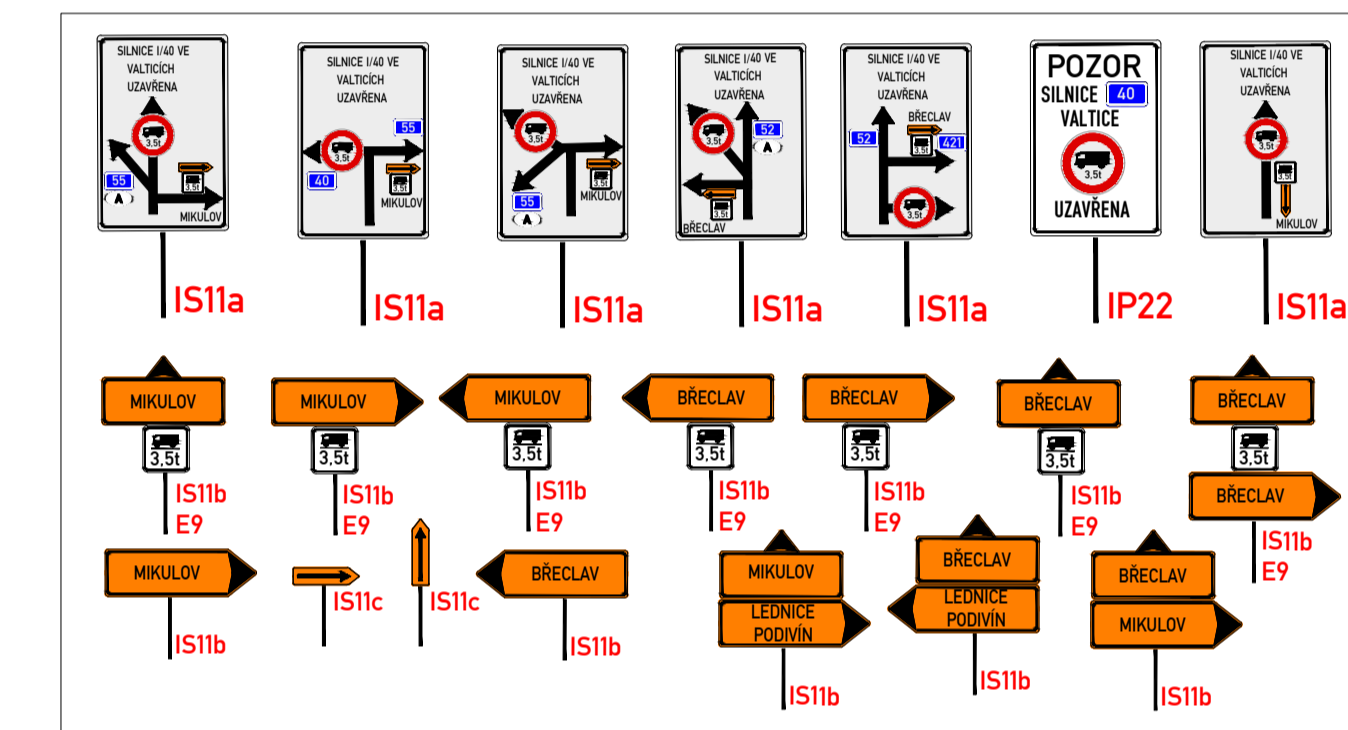 SILNICE I/40 VE
VALTICÍCH
UZAVŘENA
3,5t
55
A
3.5t
MIKULOV
IS11a
SILNICE I/40 VE
VALTICÍCH
UZAVŘENA
55
3,5t
40
3.5t
MIKULOV
IS11a
SILNICE I/40 VE
VALTICÍCH
UZAVŘENA
3,5t
3.5t
55
A
MIKULOV
IS11a
SILNICE I/40 VE
VALTICÍCH
UZAVŘENA
3,5t
52
A
3.5t
BŘECLAV
IS11a
SILNICE I/40 VE
VALTICÍCH
UZAVŘENA
BŘECLAV
52
421
3.5t
3,5t
IS11a
POZOR
SILNICE 40
VALTICE
3,5t
UZAVŘENA
IP22
SILNICE I/40 VE
VALTICÍCH
UZAVŘENA
3,5t
3.5t
MIKULOV
IS11a
MIKULOV
3,5t
IS11b
E9
MIKULOV
3,5t
IS11b
E9
MIKULOV
3,5t
IS11b
E9
BŘECLAV
3,5t
IS11b
E9
BŘECLAV
3,5t
IS11b
E9
BŘECLAV
3,5t
IS11b
E9
BŘECLAV
3,5t
BŘECLAV
IS11b
E9
MIKULOV
IS11b
IS11c
IS11c
BŘECLAV
IS11b
MIKULOV
LEDNICE
PODIVÍN
IS11b
BŘECLAV
LEDNICE
PODIVÍN
IS11b
BŘECLAV
MIKULOV
IS11b